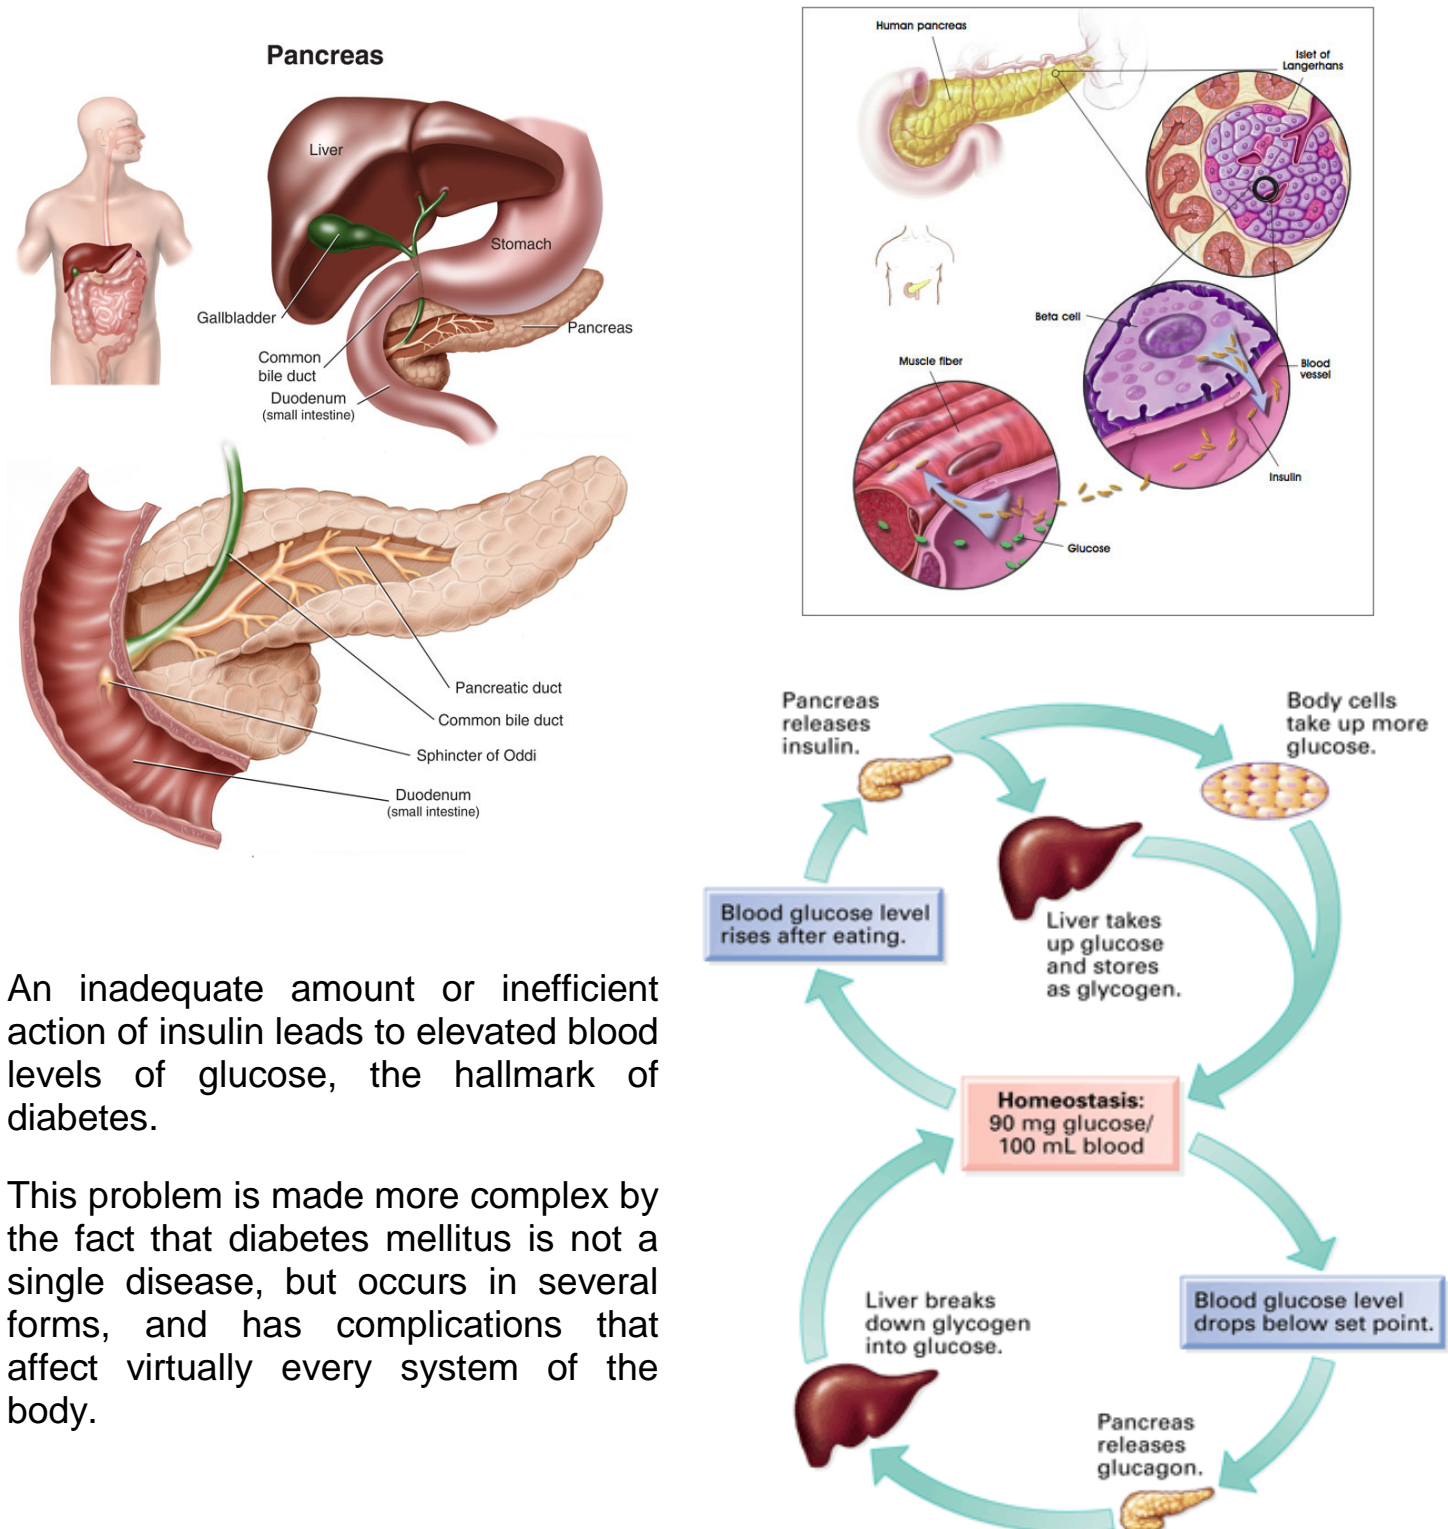 Pancreas
Liver
Stomach
Gallbladder
Pancreas
Common
bile duct
Duodenum
(small intestine)
Pancreatic duct
Common bile duct
Sphincter of Oddi
Duodenum
(small intestine)
Human pancreas
Islet of
Langerhans
Beta cell
Muscle fiber
Blood
vessel
Insulin
Glucose
An inadequate amount or inefficient
action of insulin leads to elevated blood
levels of glucose, the hallmark of
diabetes.
This problem is made more complex by
the fact that diabetes mellitus is not a
single disease, but occurs in several
forms, and has complications that
affect virtually every system of the
body.
Pancreas
releases
insulin.
Body cells
take up more
glucose.
Blood glucose level
rises after eating.
Liver takes
up glucose
and stores
as glycogen.
Homeostasis:
90 mg glucose/
100 mL blood
Liver breaks
down glycogen
into glucose.
Blood glucose level
drops below set point.
Pancreas
releases
glucagon.